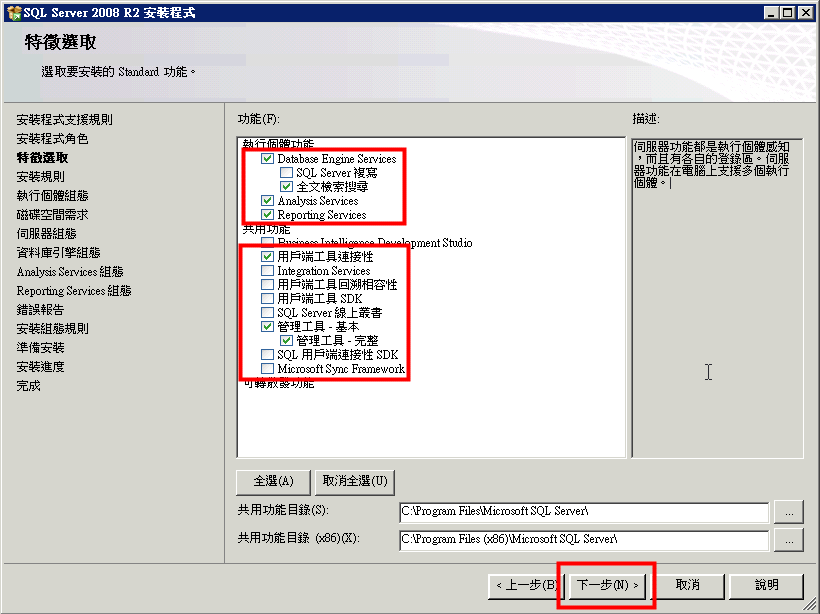 SQL Server 2008 R2 安裝程式
特徵選取
選取要安裝的 Standard 功能。
安裝程式支援規則
安裝程式角色
特徵選取
安裝規則
執行個體組態
磁碟空間需求
伺服器組態
資料庫引擎組態
Analysis Services 組態
Reporting Services 組態
錯誤報告
安裝組態規則
準備安裝
安裝進度
完成
功能(F):
執行個體功能
Database Engine Services
SQL Server 複寫
全文檢索搜尋
Analysis Services
Reporting Services
共用功能
Business Intelligence Development Studio
用戶端工具連接性
Integration Services
用戶端工具回溯相容性
用戶端工具 SDK
SQL Server 線上叢書
管理工具 - 基本
管理工具 - 完整
SQL 用戶端連接性 SDK
Microsoft Sync Framework
可轉散發功能
描述:
伺服器功能都是執行個體感知
，而且有各自的登錄區。伺服
器功能在電腦上支援多個執行
個體。
全選(A)
取消全選(U)
共用功能目錄(S):
C:\Program Files\Microsoft SQL Server\
...
共用功能目錄 (x86)(X):
C:\Program Files (x86)\Microsoft SQL Server\
...
< 上一步(B)
下一步(N) >
取消
說明